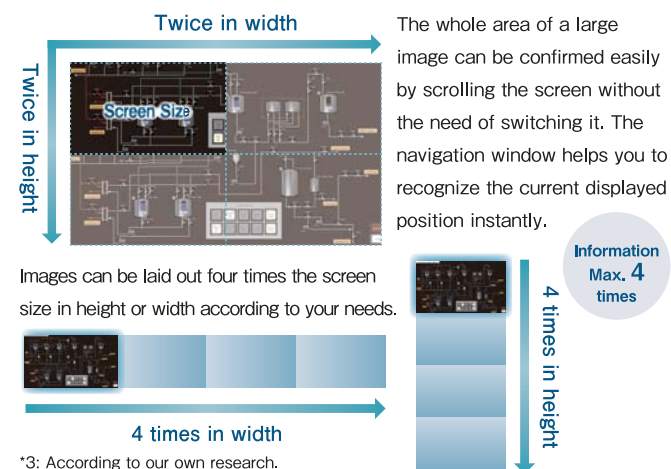 Twice in width
Twice in height
Screen Size
The whole area of a large
image can be confirmed easily
by scrolling the screen without
the need of switching it. The
navigation window helps you to
recognize the current displayed
position instantly.
Information
Max. 4
times
Images can be laid out four times the screen
size in height or width according to your needs.
4 times in width
4 times in height
*3: According to our own research.